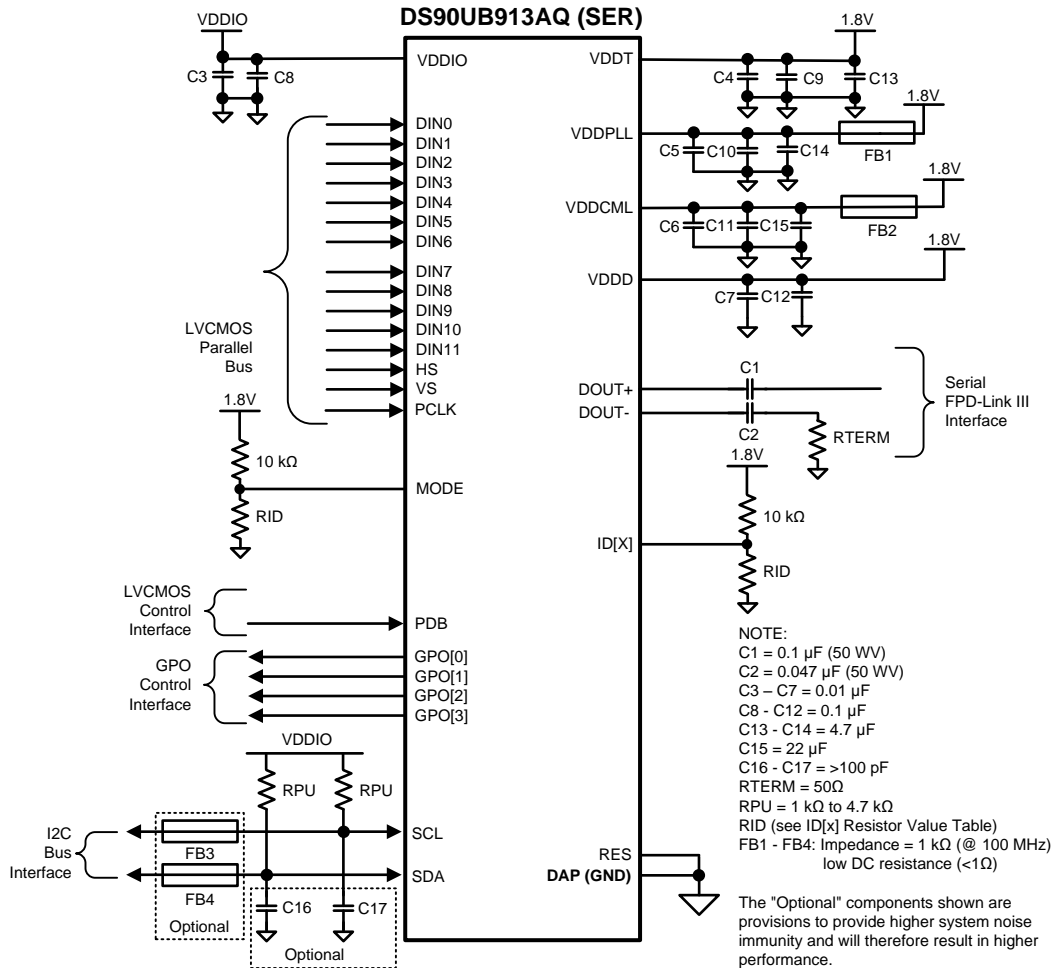 DS90UB913AQ (SER)
VDDIO
C3
C8
VDDIO
DIN0
DIN1
DIN2
DIN3
DIN4
DIN5
DIN6
DIN7
DIN8
DIN9
DIN10
DIN11
HS
VS
PCLK
LVCMOS
Parallel
Bus
1.8V
10 kΩ
MODE
RID
LVCMOS
Control
Interface
PDB
GPO
Control
Interface
GPO[0]
GPO[1]
GPO[2]
GPO[3]
VDDIO
RPU
RPU
I2C
Bus
Interface
FB3
FB4
Optional
SCL
SDA
C16
C17
Optional
1.8V
VDDT
C4
C9
C13
1.8V
VDDPLL
C5
C10
C14
FB1
1.8V
VDDCML
C6
C11
C15
FB2
1.8V
VDDD
C7
C12
C1
DOUT+
DOUT-
C2
RTERM
Serial
FPD-Link III
Interface
1.8V
10 kΩ
ID[X]
RID
RES
DAP (GND)
NOTE:
C1 = 0.1 µF (50 WV)
C2 = 0.047 µF (50 WV)
C3 – C7 = 0.01 µF
C8 - C12 = 0.1 µF
C13 - C14 = 4.7 µF
C15 = 22 µF
C16 - C17 = >100 pF
RTERM = 50Ω
RPU = 1 kΩ to 4.7 kΩ
RID (see ID[x] Resistor Value Table)
FB1 - FB4: Impedance = 1 kΩ (@ 100 MHz)
low DC resistance (<1Ω)
The "Optional" components shown are
provisions to provide higher system noise
immunity and will therefore result in higher
performance.